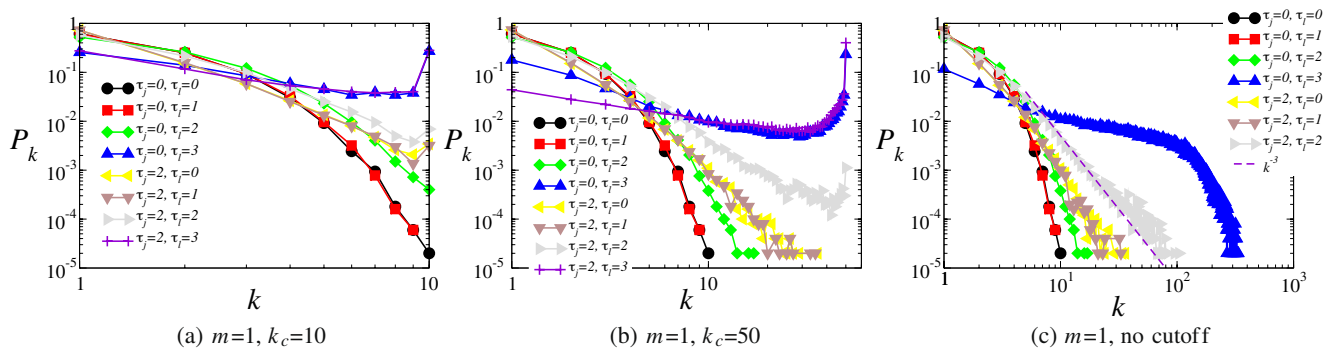 1
10⁻¹
10⁻²
10⁻³
10⁻⁴
10⁻⁵
Pₖ
1
10
k
τⱼ=0, τₗ=0
τⱼ=0, τₗ=1
τⱼ=0, τₗ=2
τⱼ=0, τₗ=3
τⱼ=2, τₗ=0
τⱼ=2, τₗ=1
τⱼ=2, τₗ=2
τⱼ=2, τₗ=3
(a) m=1, k_c=10
1
10⁻¹
10⁻²
10⁻³
10⁻⁴
10⁻⁵
Pₖ
1
10
k
τⱼ=0, τₗ=0
τⱼ=0, τₗ=1
τⱼ=0, τₗ=2
τⱼ=0, τₗ=3
τⱼ=2, τₗ=0
τⱼ=2, τₗ=1
τⱼ=2, τₗ=2
τⱼ=2, τₗ=3
(b) m=1, k_c=50
1
10⁻¹
10⁻²
10⁻³
10⁻⁴
10⁻⁵
Pₖ
1
10¹
10²
10³
k
τⱼ=0, τₗ=0
τⱼ=0, τₗ=1
τⱼ=0, τₗ=2
τⱼ=0, τₗ=3
τⱼ=2, τₗ=0
τⱼ=2, τₗ=1
τⱼ=2, τₗ=2
k⁻³
(c) m=1, no cutoff